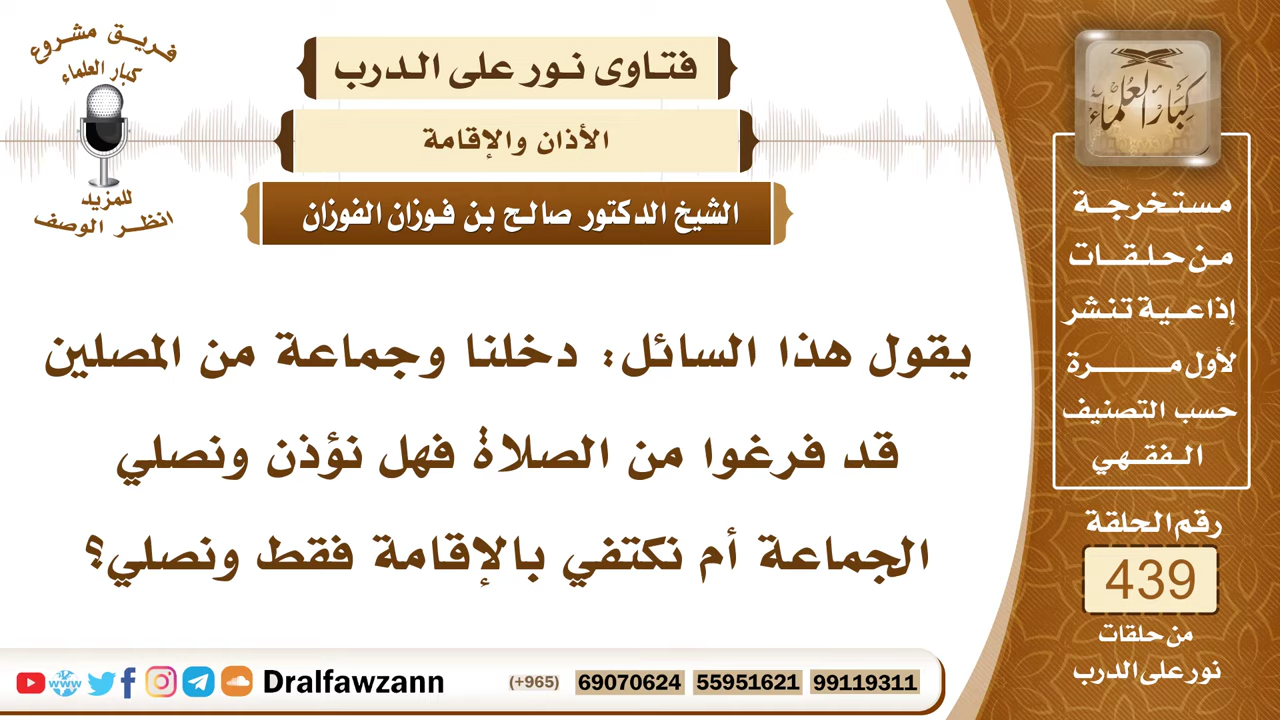 فريق مشروع
كبار العلماء
للمزيد
انظر الوصف
فتاوى نور على الدرب
الأذان والإقامة
الشيخ الدكتور صالح بن فوزان الفوزان
يقول هذا السائل: دخلنا وجماعة من المصلين
قد فرغوا من الصلاة فهل نؤذن ونصلي
الجماعة أم نكتفي بالإقامة فقط ونصلي؟
كبار العلماء
مستخرجة
من حلقات
إذاعية تنشر
لأول مرة
حسب التصنيف
الفقهي
رقم الحلقة
439
من حلقات
نور على الدرب
www Dralfawzann (+965) 69070624 55951621 99119311